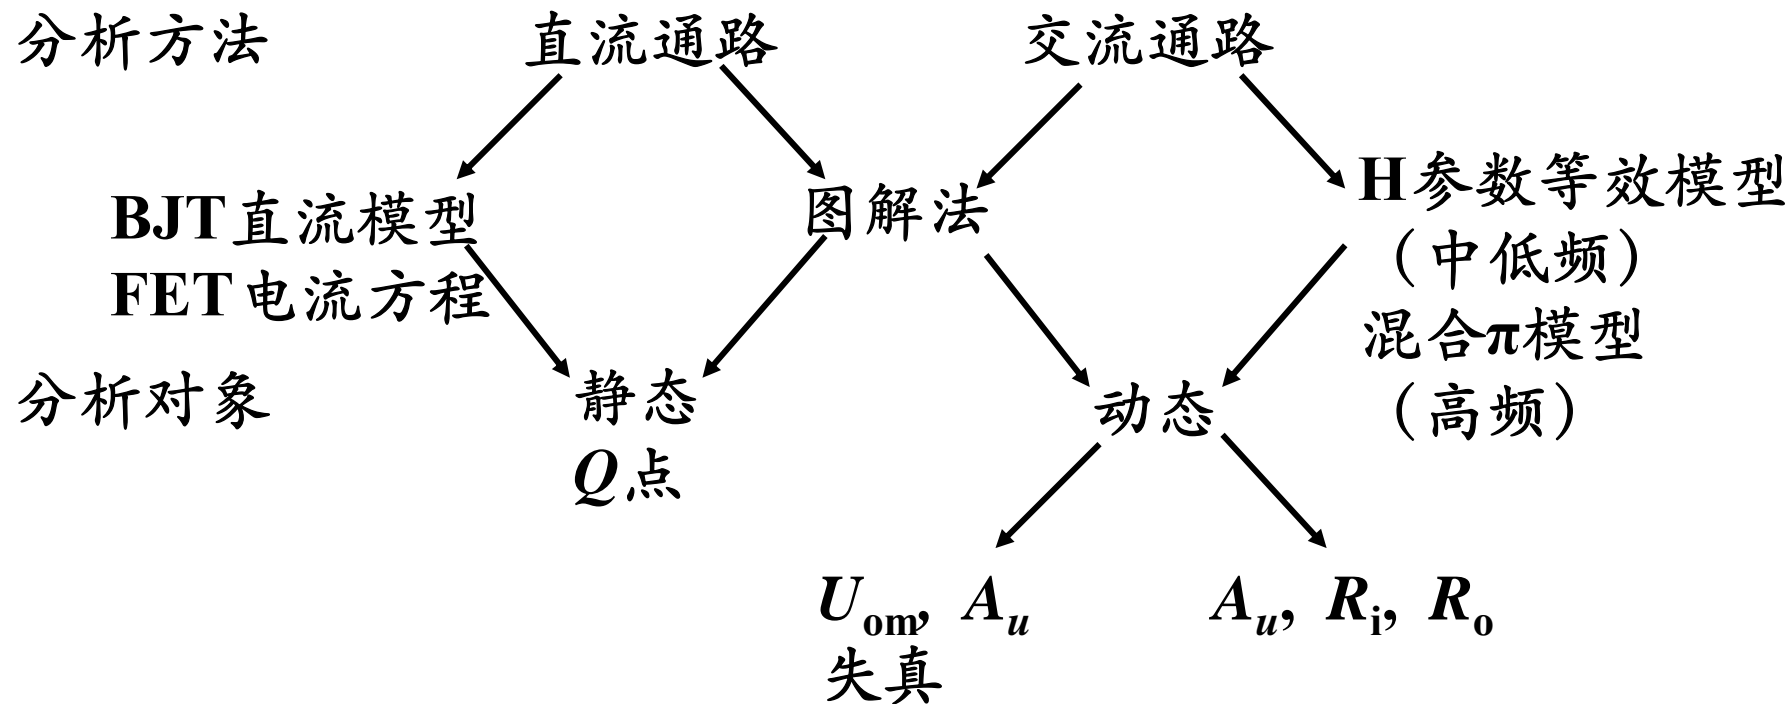 分析方法 直流通路 交流通路
BJT直流模型 图解法 H参数等效模型
FET电流方程 （中低频）
混合π模型
分析对象 静态 动态 （高频）
Q点
Uom, Au Au, Ri, Ro
失真